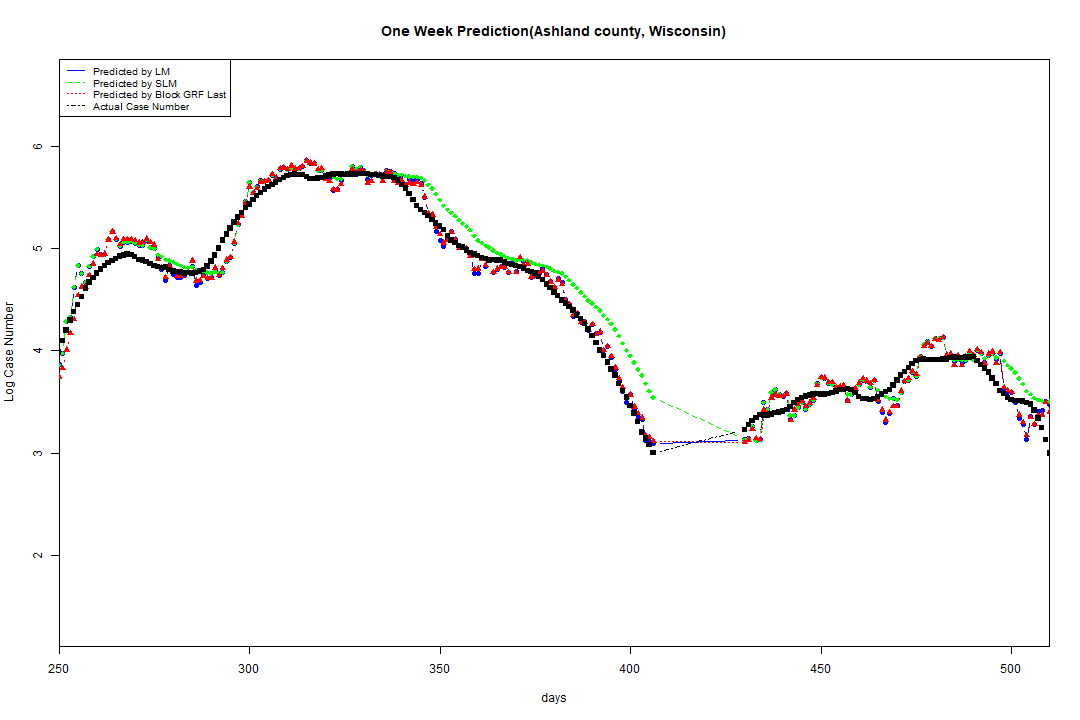 One Week Prediction(Ashland county, Wisconsin)
Predicted by LM
Predicted by SLM
Predicted by Block GRF Last
Actual Case Number
6
5
4
3
2
Log Case Number
250 300 350 400 450 500
days